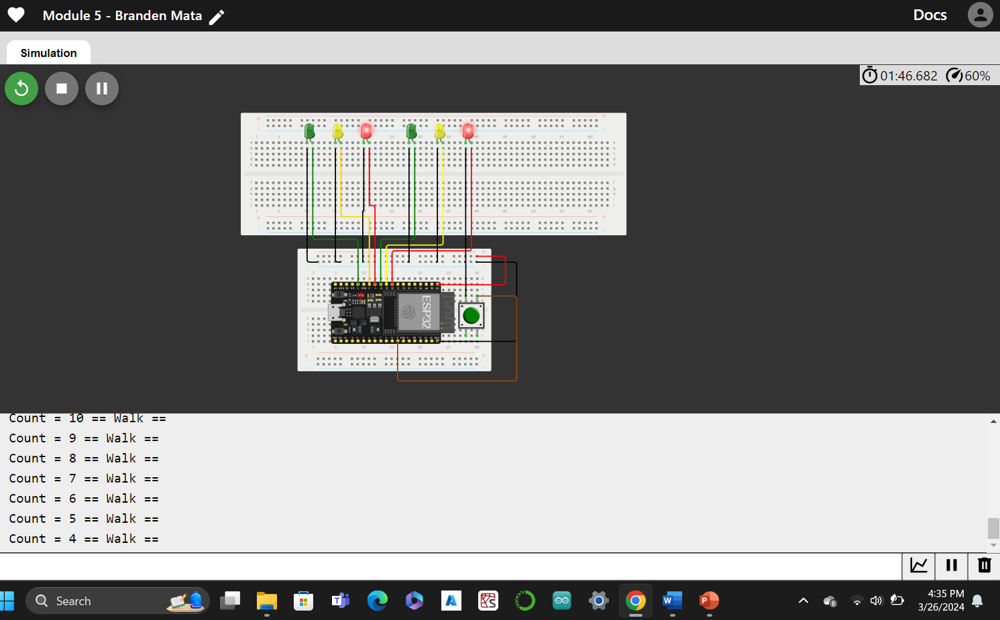 Module 5 - Branden Mata
Docs
Simulation
01:46.682 60%
ESP32
Count = 10 == Walk ==
Count = 9 == Walk ==
Count = 8 == Walk ==
Count = 7 == Walk ==
Count = 6 == Walk ==
Count = 5 == Walk ==
Count = 4 == Walk ==
Search
4:35 PM
3/26/2024